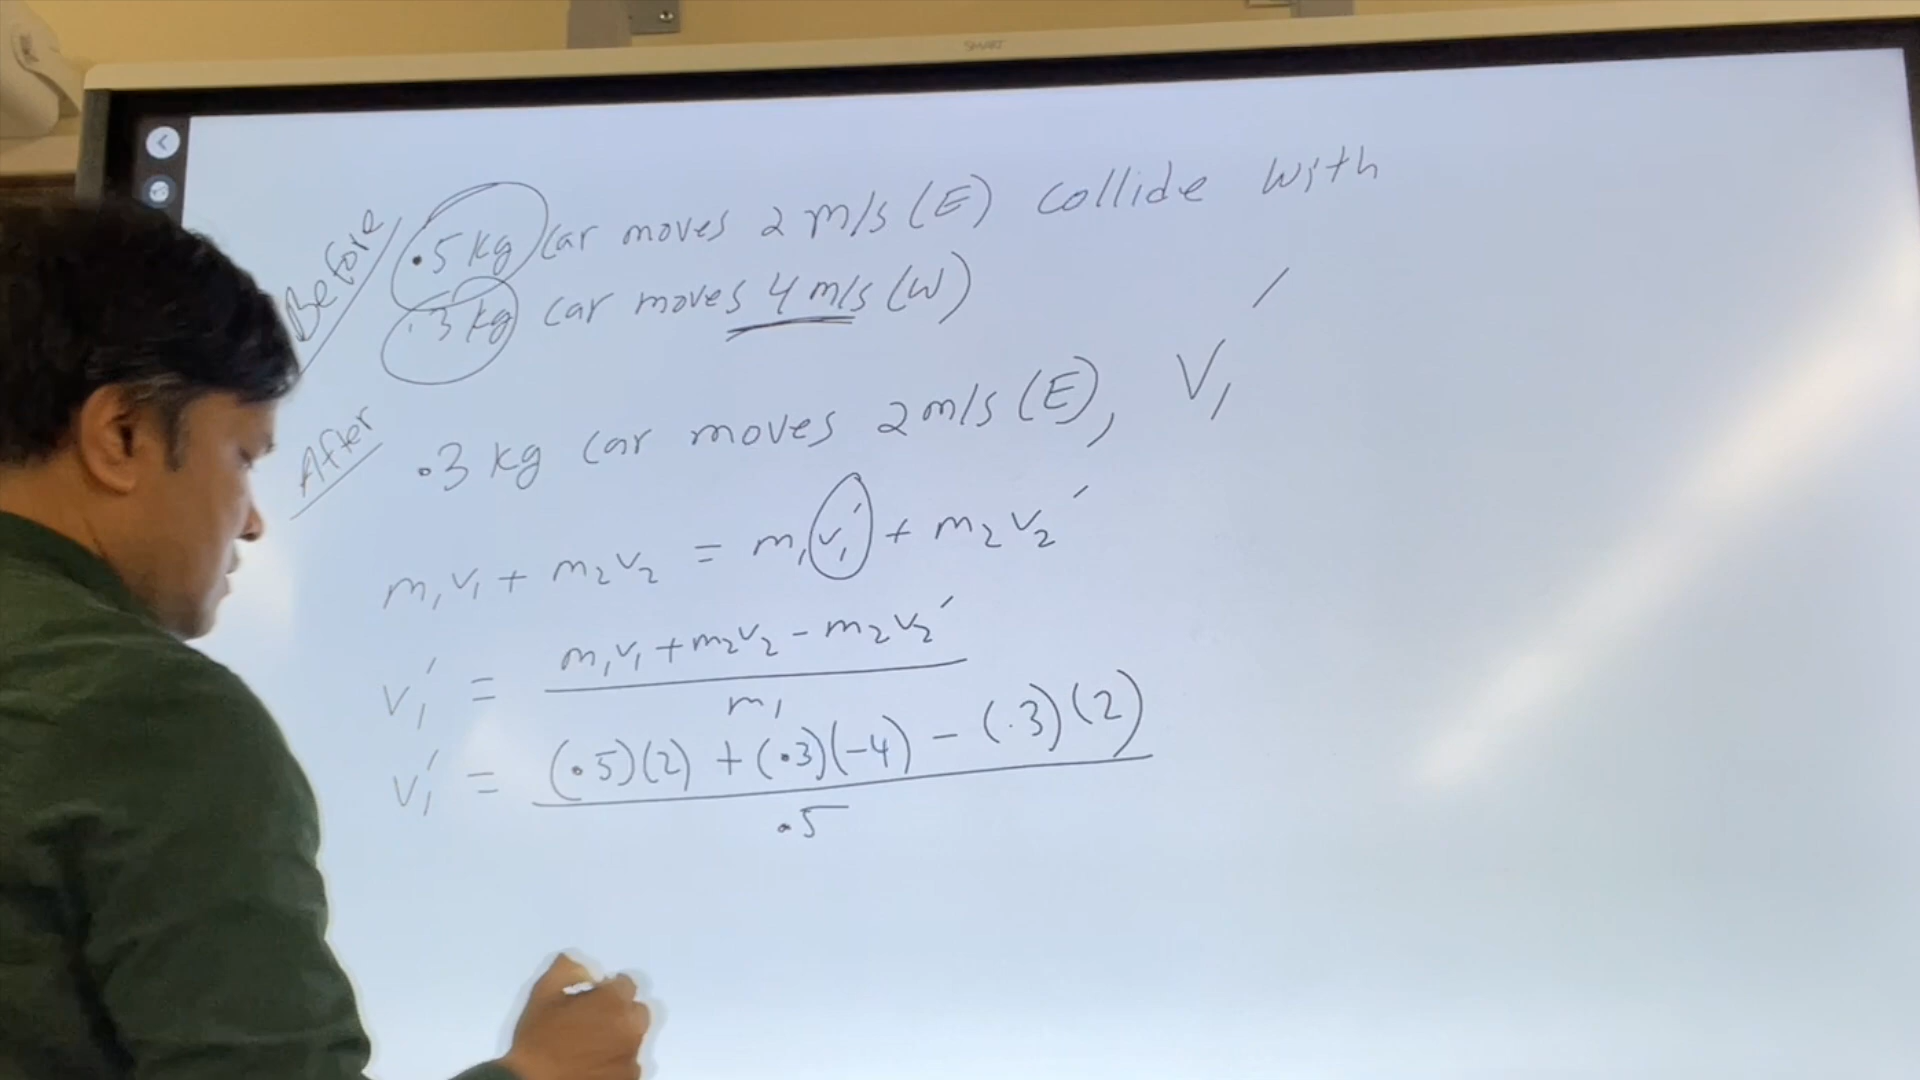 SMART
Before
.5 kg car moves 2 m/s (E) collide with
.3 kg car moves 4 m/s (W)
After
.3 kg car moves 2 m/s (E), V₁′
m₁v₁ + m₂v₂ = m₁v₁′ + m₂v₂′
v₁′ = (m₁v₁ + m₂v₂ - m₂v₂′) / m₁
v₁′ = ((.5)(2) + (.3)(-4) - (.3)(2)) / .5